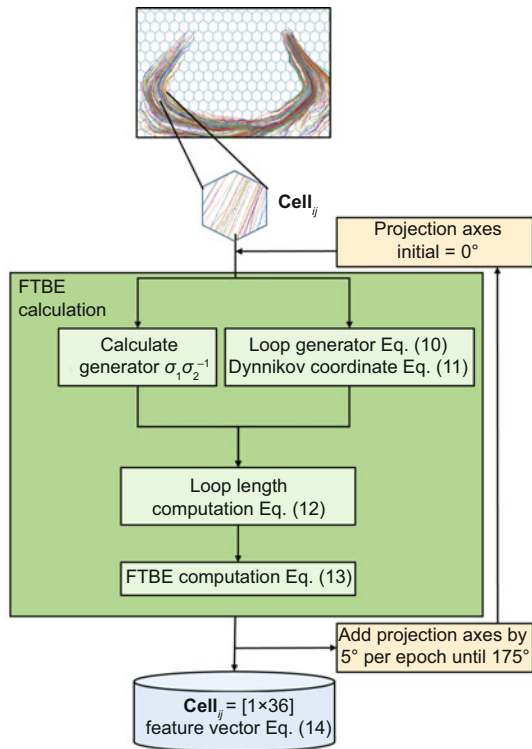 Cell_ij
Projection axes
initial = 0°
FTBE
calculation
Calculate
generator σ₁σ₂⁻¹
Loop generator Eq. (10)
Dynnikov coordinate Eq. (11)
Loop length
computation Eq. (12)
FTBE computation Eq. (13)
Add projection axes by
5° per epoch until 175°
Cell_ij = [1×36]
feature vector Eq. (14)